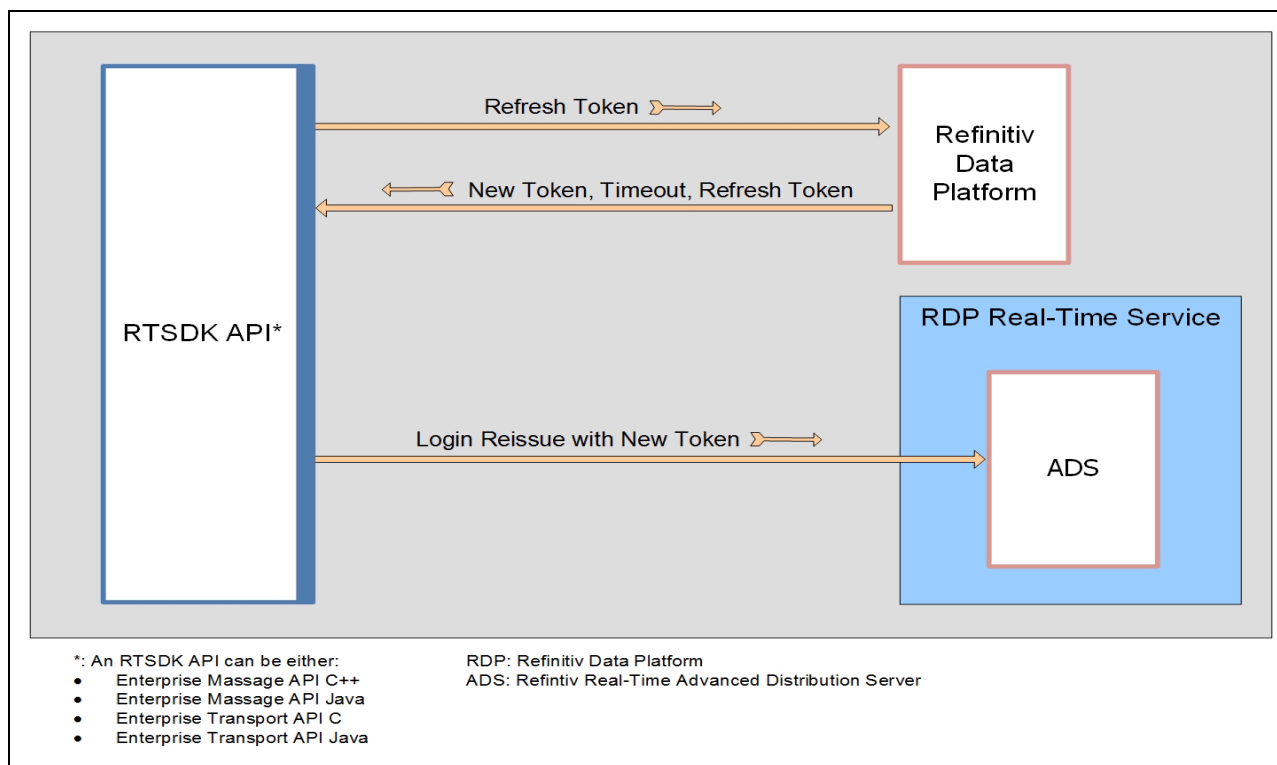 Refresh Token
Refinitiv
Data
Platform
New Token, Timeout, Refresh Token
RTSDK API*
RDP Real-Time Service
Login Reissue with New Token
ADS
*: An RTSDK API can be either:
• Enterprise Massage API C++
• Enterprise Massage API Java
• Enterprise Transport API C
• Enterprise Transport API Java
RDP: Refinitiv Data Platform
ADS: Refintiv Real-Time Advanced Distribution Server